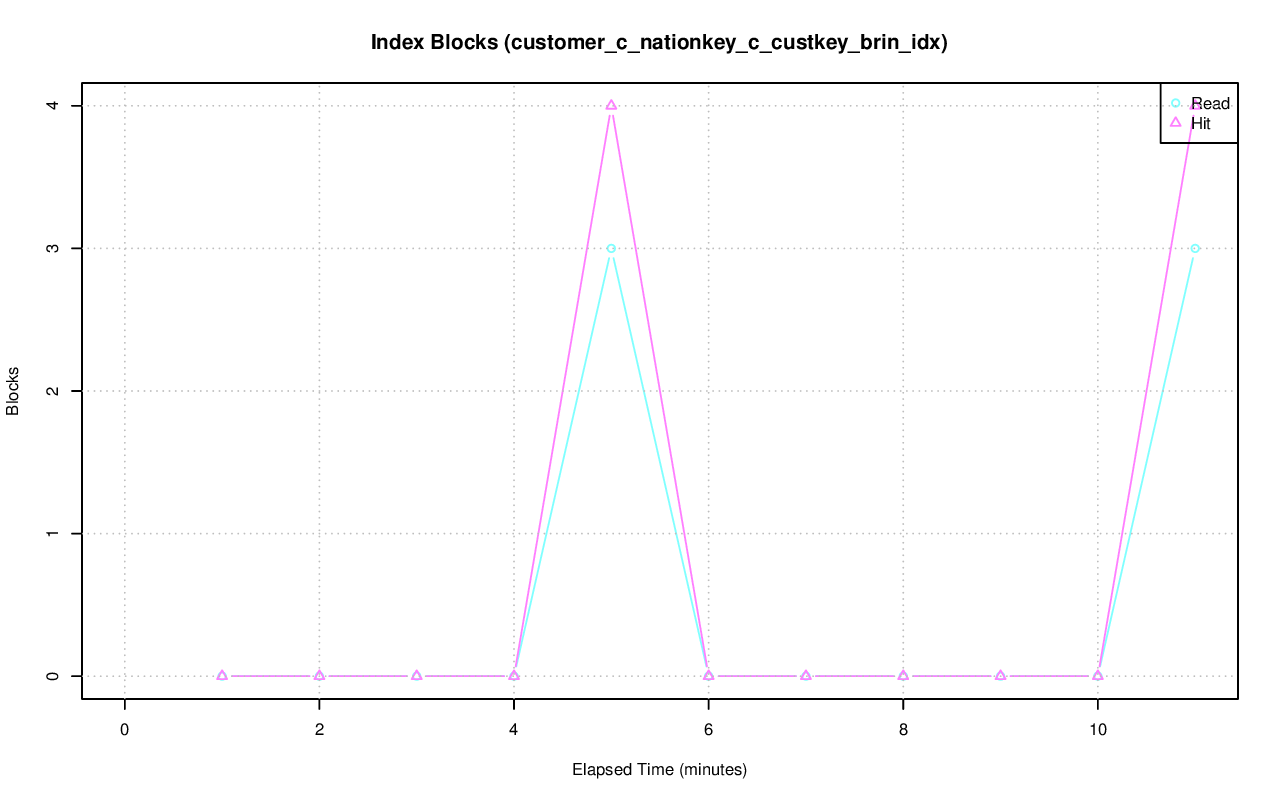 Index Blocks (customer_c_nationkey_c_custkey_brin_idx)
Read
Hit
4
3
2
1
0
Blocks
0 2 4 6 8 10
Elapsed Time (minutes)